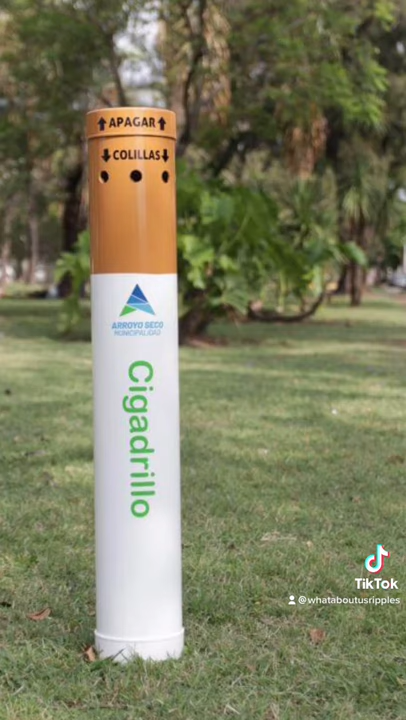 APAGAR
COLILLAS
ARROYO SECO
MUNICIPALIDAD
Cigadrillo
TikTok
@whataboutusripples